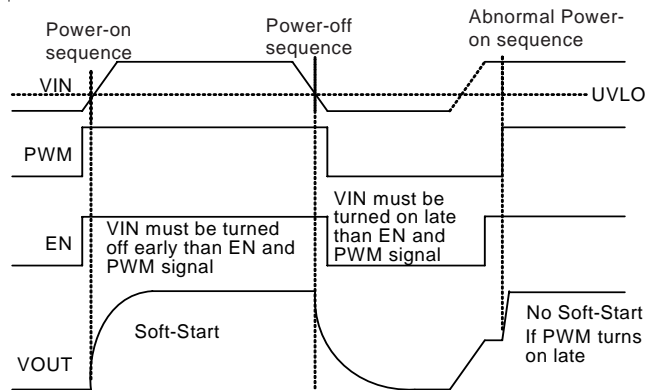 Power-on
sequence
Power-off
sequence
Abnormal Power-
on sequence
VIN
UVLO
PWM
EN
VIN must be turned
off early than EN and
PWM signal
VIN must be
turned on late
than EN and
PWM signal
VOUT
Soft-Start
No Soft-Start
If PWM turns
on late